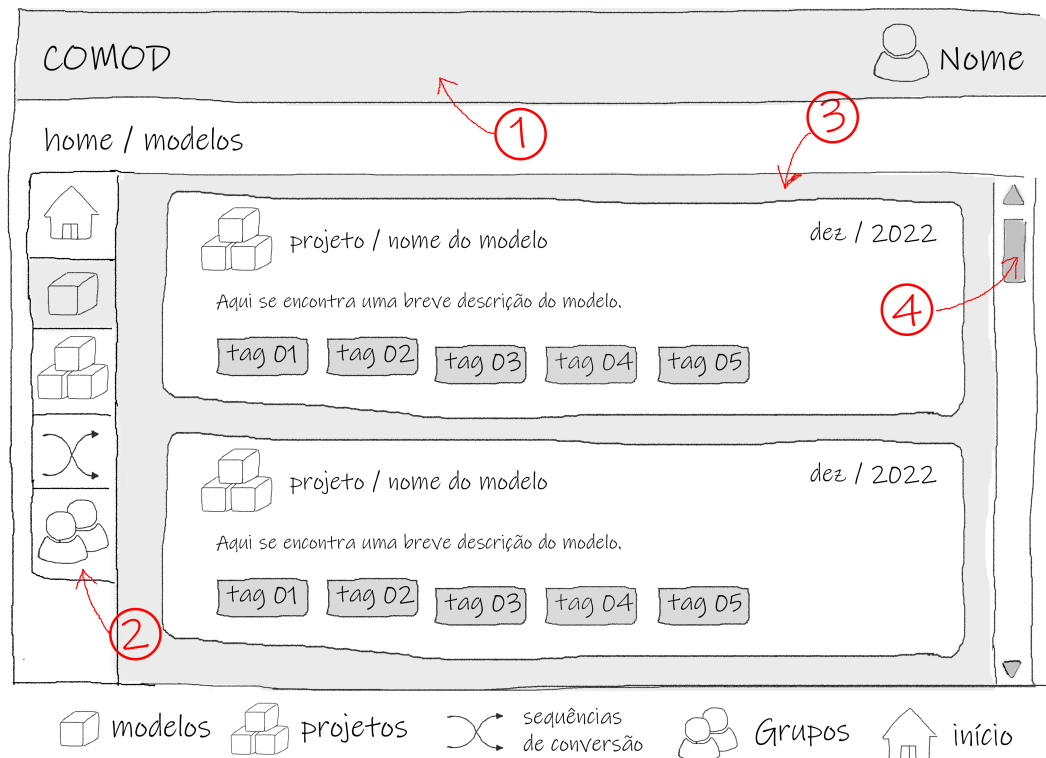 COMOD
Nome
1
3
home / modelos
projeto / nome do modelo
dez / 2022
4
Aqui se encontra uma breve descrição do modelo.
tag 01 tag 02 tag 03 tag 04 tag 05
projeto / nome do modelo
dez / 2022
Aqui se encontra uma breve descrição do modelo.
tag 01 tag 02 tag 03 tag 04 tag 05
2
modelos
projetos
sequências
de conversão
Grupos
início